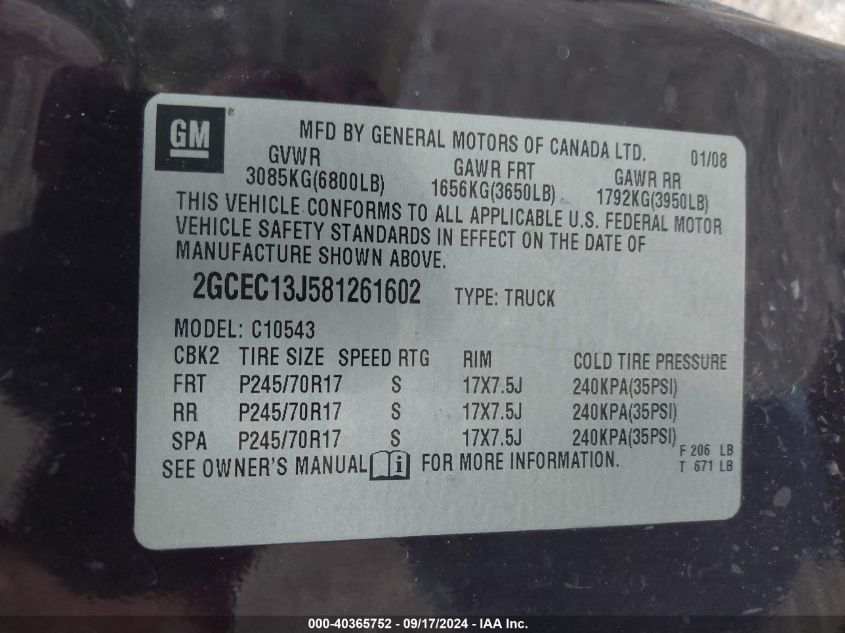 GM ®
MFD BY GENERAL MOTORS OF CANADA LTD. 01/08
GVWR GAWR FRT GAWR RR
3085KG(6800LB) 1656KG(3650LB) 1792KG(3950LB)
THIS VEHICLE CONFORMS TO ALL APPLICABLE U.S. FEDERAL MOTOR
VEHICLE SAFETY STANDARDS IN EFFECT ON THE DATE OF
MANUFACTURE SHOWN ABOVE.
2GCEC13J581261602 TYPE: TRUCK
MODEL: C10543
CBK2 TIRE SIZE SPEED RTG RIM COLD TIRE PRESSURE
FRT P245/70R17 S 17X7.5J 240KPA(35PSI)
RR P245/70R17 S 17X7.5J 240KPA(35PSI)
SPA P245/70R17 S 17X7.5J 240KPA(35PSI)
F 206 LB
SEE OWNER'S MANUAL i FOR MORE INFORMATION.
T 671 LB
000-40365752 - 09/17/2024 - IAA Inc.